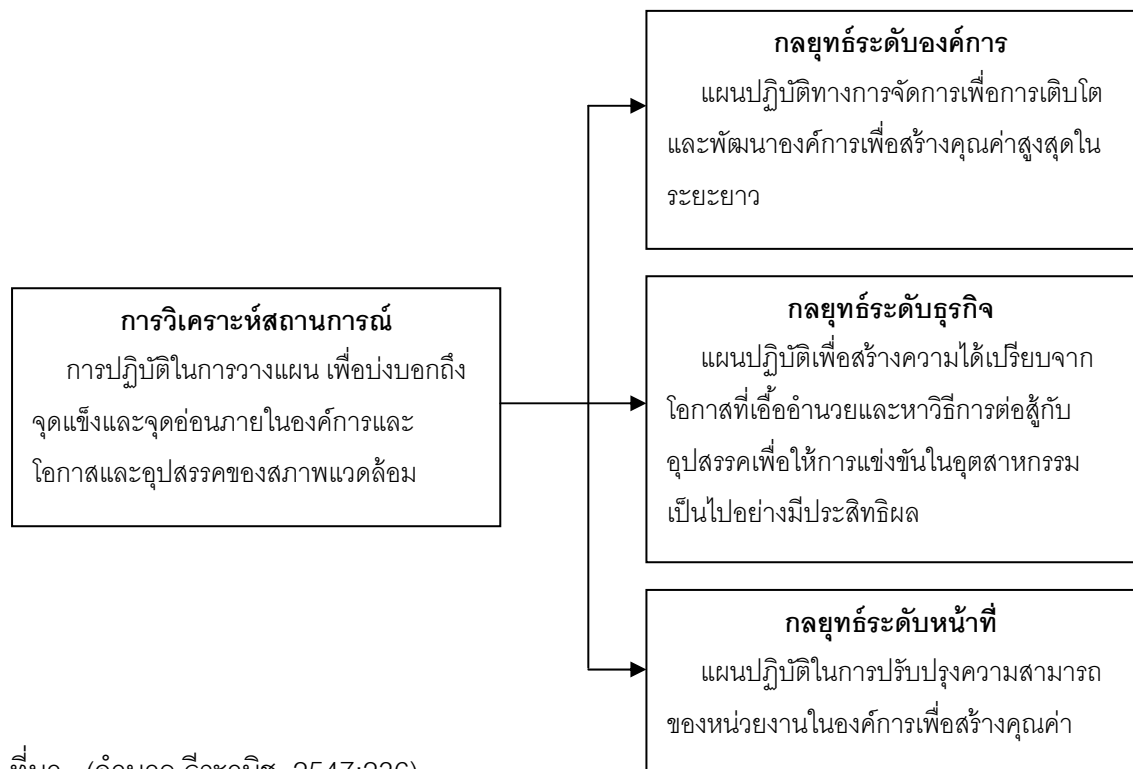 กลยุทธ์ระดับองค์การ
แผนปฏิบัติทางการจัดการเพื่อการเติบโต
และพัฒนาองค์การเพื่อสร้างคุณค่าสูงสุดใน
ระยะยาว
การวิเคราะห์สถานการณ์
การปฏิบัติในการวางแผน เพื่อบ่งบอกถึง
จุดแข็งและจุดอ่อนภายในองค์การและ
โอกาสและอุปสรรคของสภาพแวดล้อม
กลยุทธ์ระดับธุรกิจ
แผนปฏิบัติเพื่อสร้างความได้เปรียบจาก
โอกาสที่เอื้ออำนวยและหาวิธีการต่อสู้กับ
อุปสรรคเพื่อให้การแข่งขันในอุตสาหกรรม
เป็นไปอย่างมีประสิทธิผล
กลยุทธ์ระดับหน้าที่
แผนปฏิบัติในการปรับปรุงความสามารถ
ของหน่วยงานในองค์การเพื่อสร้างคุณค่า